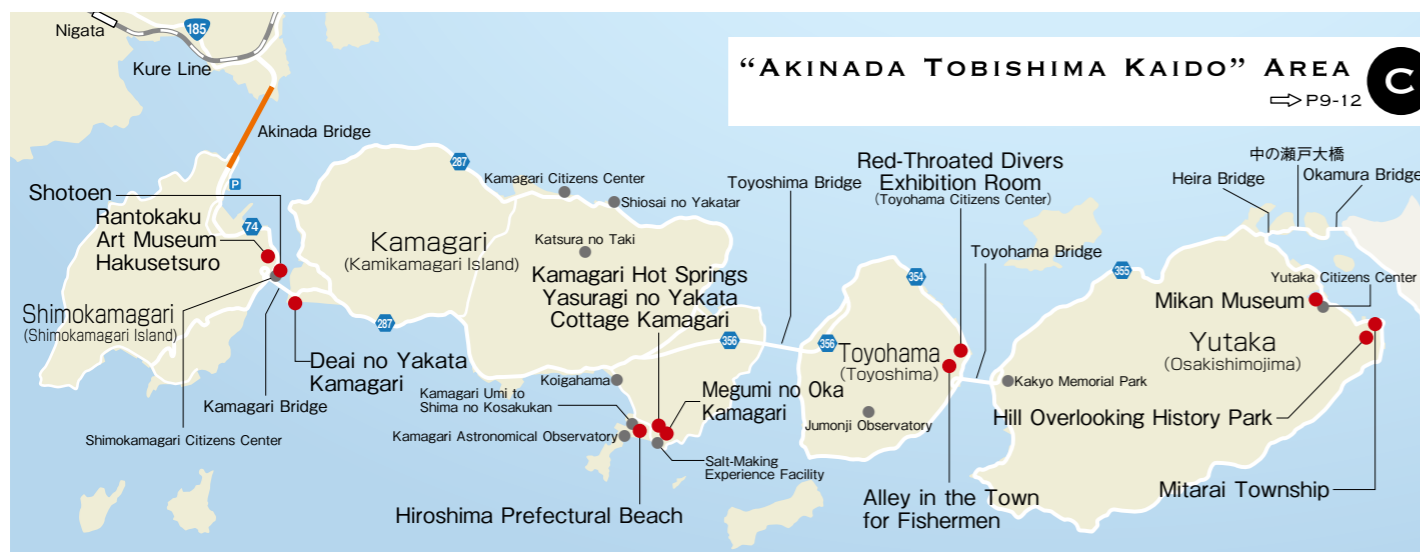 Nigata
185
Kure Line
"AKINADA TOBISHIMA KAIDO" AREA
C
⇨P9-12
Akinada Bridge
P
Shotoen
Rantokaku
Art Museum
Hakusetsuro
74
Shimokamagari
(Shimokamagari Island)
Deai no Yakata
Kamagari
Kamagari Bridge
Shimokamagari Citizens Center
287
287
Kamagari
(Kamikamagari Island)
Kamagari Citizens Center
Shiosai no Yakatar
Katsura no Taki
Kamagari Hot Springs
Yasuragi no Yakata
Cottage Kamagari
356
Koigahama
Kamagari Umi to
Shima no Kosakukan
Kamagari Astronomical Observatory
Megumi no Oka
Kamagari
Salt-Making
Experience Facility
Hiroshima Prefectural Beach
Toyoshima Bridge
356
Red-Throated Divers
Exhibition Room
(Toyohama Citizens Center)
354
Toyohama
(Toyoshima)
Jumonji Observatory
Alley in the Town
for Fishermen
Toyohama Bridge
355
Kakyo Memorial Park
Heira Bridge
中の瀬戸大橋
Okamura Bridge
Yutaka Citizens Center
Mikan Museum
Yutaka
(Osakishimojima)
Hill Overlooking History Park
Mitarai Township